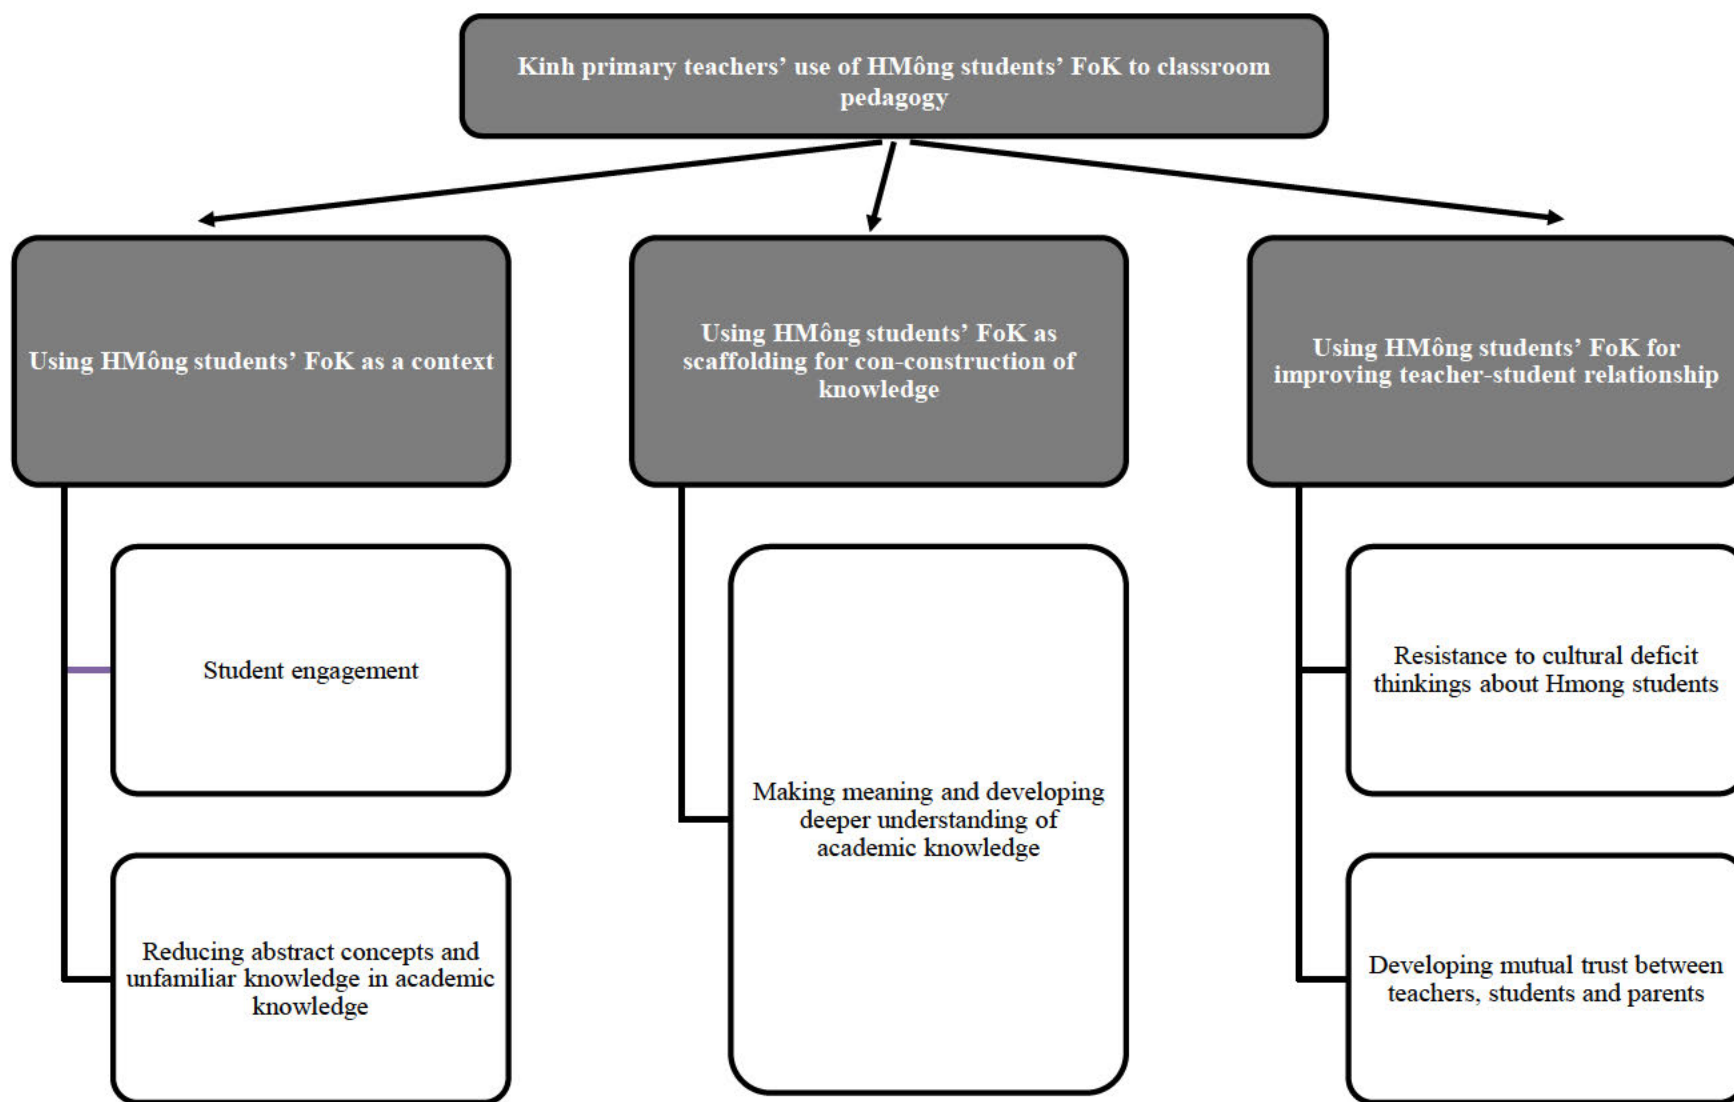 Kinh primary teachers’ use of HMông students’ FoK to classroom
pedagogy
Using HMông students’ FoK as a context
Using HMông students’ FoK as
scaffolding for con-construction of
knowledge
Using HMông students’ FoK for
improving teacher-student relationship
Student engagement
Reducing abstract concepts and
unfamiliar knowledge in academic
knowledge
Making meaning and developing
deeper understanding of
academic knowledge
Resistance to cultural deficit
thinkings about Hmong students
Developing mutual trust between
teachers, students and parents